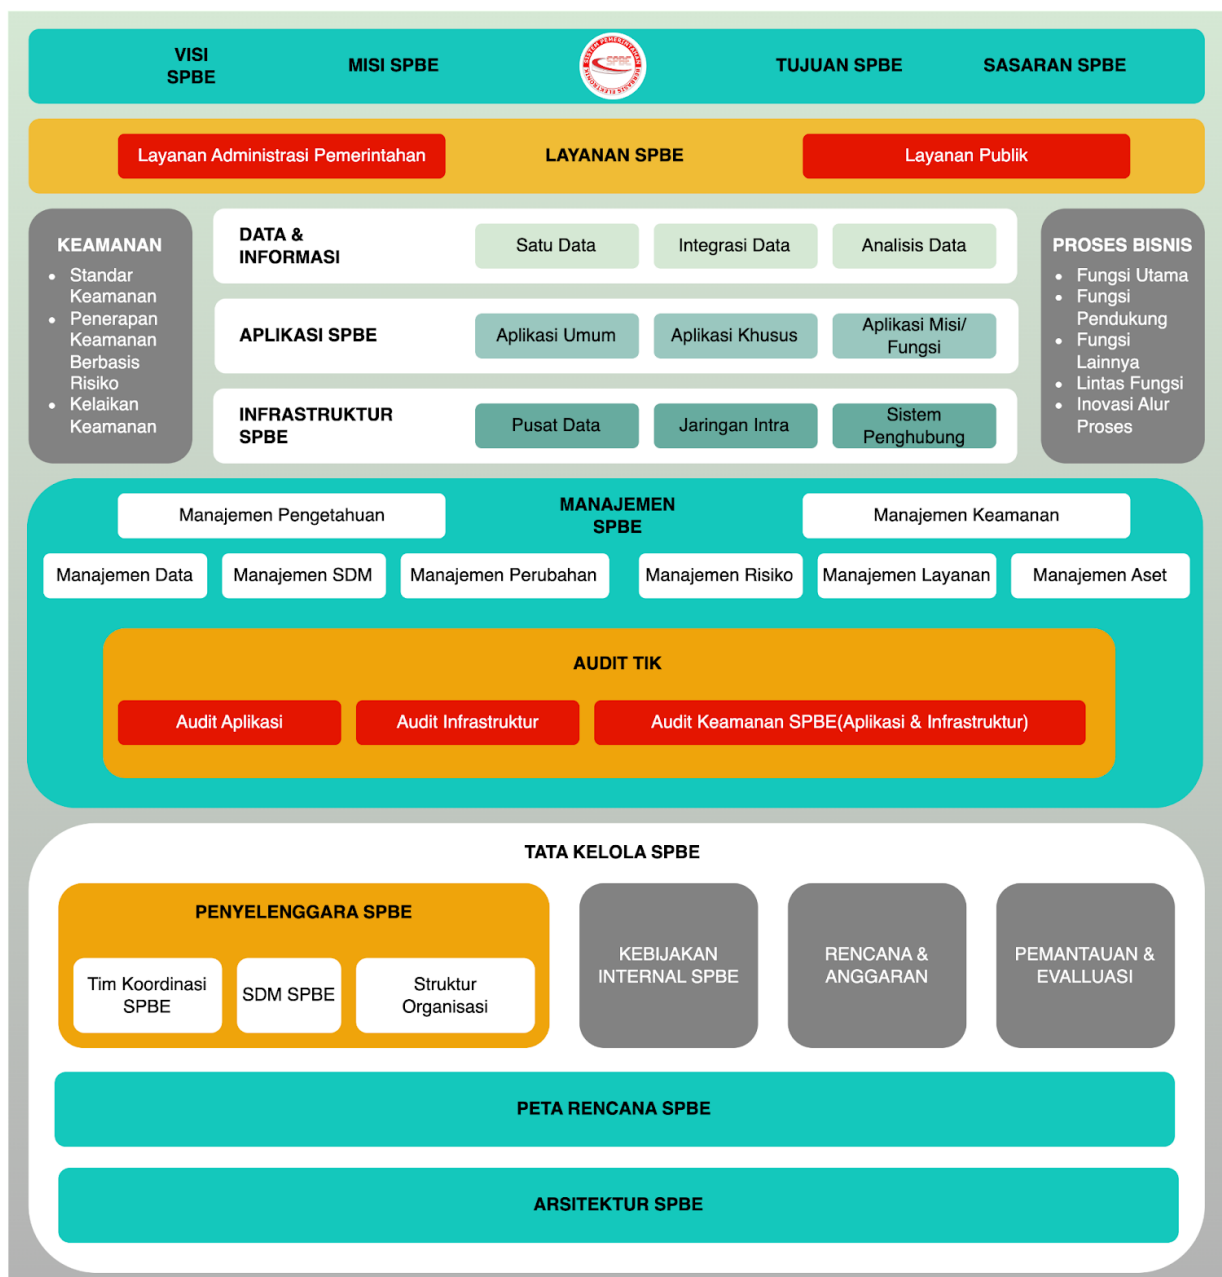 VISI
SPBE
MISI SPBE
SISTEM PEMERINTAHAN BERBASIS ELEKTRONIK
SPBE
TUJUAN SPBE
SASARAN SPBE
Layanan Administrasi Pemerintahan
LAYANAN SPBE
Layanan Publik
KEAMANAN
• Standar
Keamanan
• Penerapan
Keamanan
Berbasis
Risiko
• Kelaikan
Keamanan
DATA &
INFORMASI
Satu Data
Integrasi Data
Analisis Data
APLIKASI SPBE
Aplikasi Umum
Aplikasi Khusus
Aplikasi Misi/
Fungsi
INFRASTRUKTUR
SPBE
Pusat Data
Jaringan Intra
Sistem
Penghubung
PROSES BISNIS
• Fungsi Utama
• Fungsi
Pendukung
• Fungsi
Lainnya
• Lintas Fungsi
• Inovasi Alur
Proses
Manajemen Pengetahuan
MANAJEMEN
SPBE
Manajemen Keamanan
Manajemen Data
Manajemen SDM
Manajemen Perubahan
Manajemen Risiko
Manajemen Layanan
Manajemen Aset
AUDIT TIK
Audit Aplikasi
Audit Infrastruktur
Audit Keamanan SPBE(Aplikasi & Infrastruktur)
TATA KELOLA SPBE
PENYELENGGARA SPBE
Tim Koordinasi
SPBE
SDM SPBE
Struktur
Organisasi
KEBIJAKAN
INTERNAL SPBE
RENCANA &
ANGGARAN
PEMANTAUAN &
EVALLUASI
PETA RENCANA SPBE
ARSITEKTUR SPBE